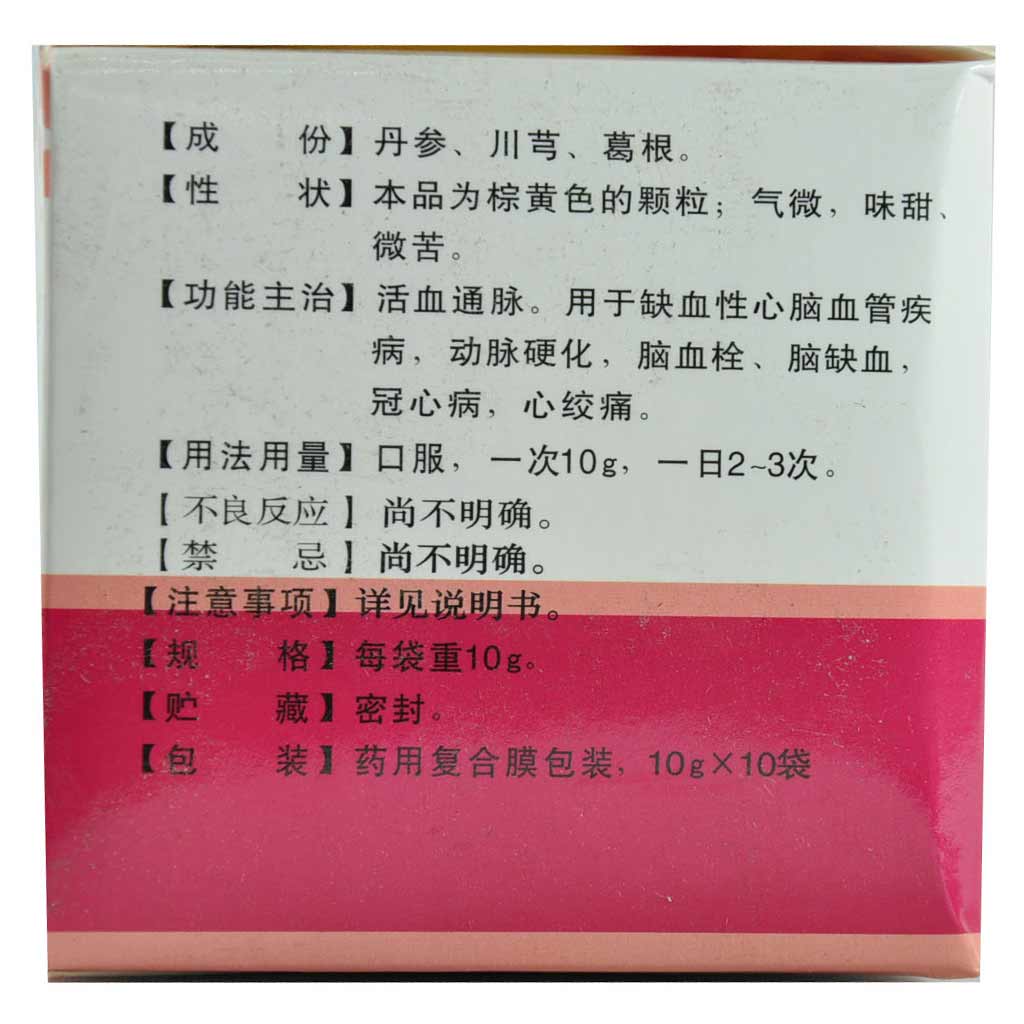 【成　份】丹参、川芎、葛根。
【性　状】本品为棕黄色的颗粒；气微，味甜、
微苦。
【功能主治】活血通脉。用于缺血性心脑血管疾
病，动脉硬化，脑血栓、脑缺血，
冠心病，心绞痛。
【用法用量】口服，一次10g，一日2~3次。
【不良反应】尚不明确。
【禁　忌】尚不明确。
【注意事项】详见说明书。
【规　格】每袋重10g。
【贮　藏】密封。
【包　装】药用复合膜包装，10g×10袋